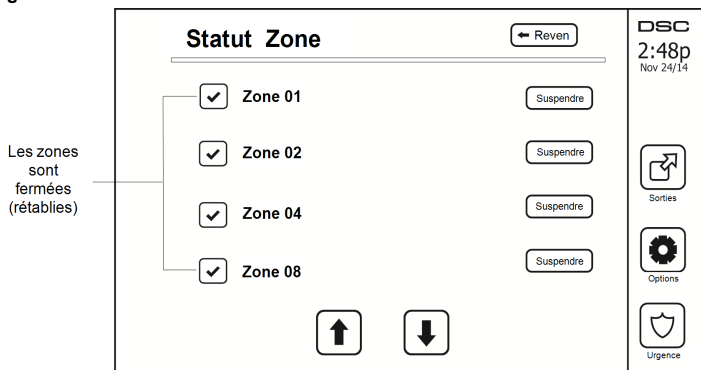 Statut Zone
Reven
DSC
2:48p
Nov 24/14
Zone 01
Suspendre
Zone 02
Suspendre
Les zones
sont
fermées
(rétablies)
Zone 04
Suspendre
Zone 08
Suspendre
Sorties
Options
Urgence